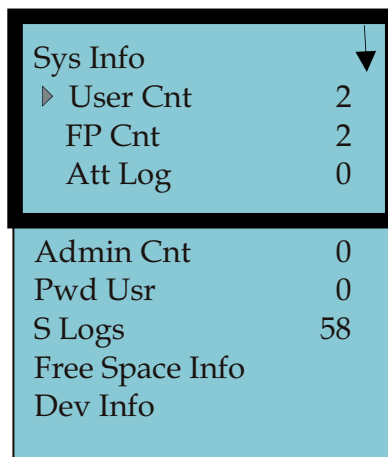 Sys Info
User Cnt 2
FP Cnt 2
Att Log 0
Admin Cnt 0
Pwd Usr 0
S Logs 58
Free Space Info
Dev Info